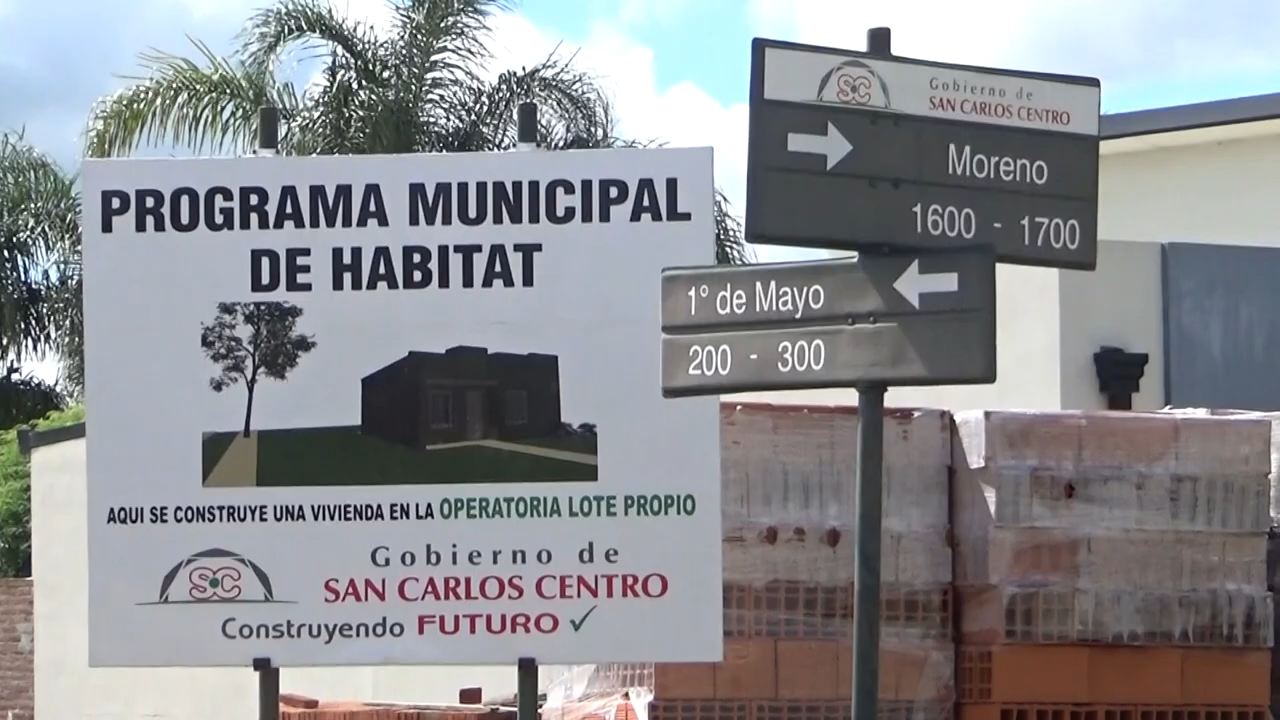 PROGRAMA MUNICIPAL
DE HABITAT
AQUI SE CONSTRUYE UNA VIVIENDA EN LA OPERATORIA LOTE PROPIO
SC
Gobierno de
SAN CARLOS CENTRO
Construyendo FUTURO ✓
SC
Gobierno de
SAN CARLOS CENTRO
Moreno
1600 - 1700
1° de Mayo
200 - 300